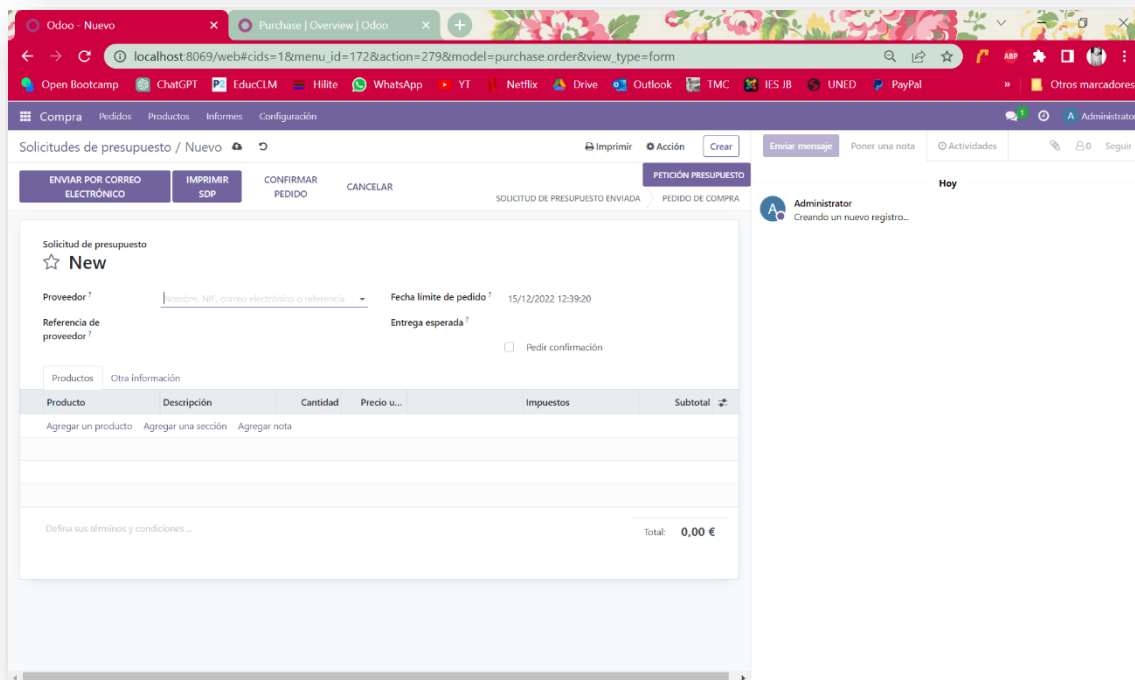 Odoo - Nuevo
Purchase | Overview | Odoo
localhost:8069/web#cids=1&menu_id=172&action=279&model=purchase.order&view_type=form
ABP
Open Bootcamp ChatGPT EducCLM Hilite WhatsApp YT Netflix Drive Outlook TMC IES JB UNED PayPal » Otros marcadores
Compra Pedidos Productos Informes Configuración 1 A Administrator
Solicitudes de presupuesto / Nuevo Imprimir Acción Crear
Enviar mensaje Poner una nota Actividades 0 Seguir
ENVIAR POR CORREO ELECTRÓNICO
IMPRIMIR SDP
CONFIRMAR PEDIDO
CANCELAR
PETICIÓN PRESUPUESTO
SOLICITUD DE PRESUPUESTO ENVIADA PEDIDO DE COMPRA
Hoy
A Administrator
Creando un nuevo registro...
Solicitud de presupuesto
New
Proveedor ? Nombre, NIF, correo electrónico o referencia
Fecha límite de pedido ? 15/12/2022 12:39:20
Referencia de proveedor ?
Entrega esperada ?
Pedir confirmación
Productos Otra información
Producto Descripción Cantidad Precio u... Impuestos Subtotal
Agregar un producto Agregar una sección Agregar nota
Defina sus términos y condiciones ...
Total: 0,00 €